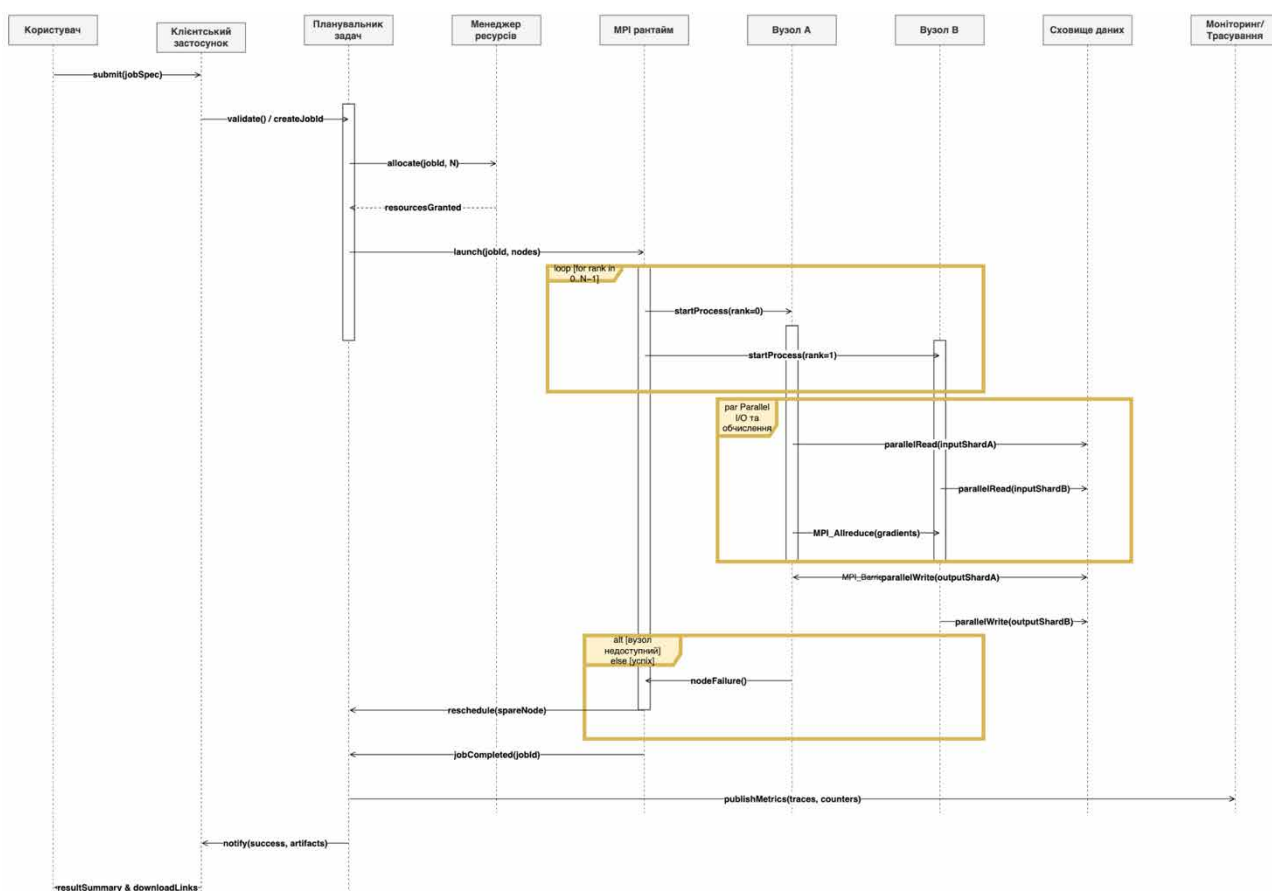 Користувач
Клієнтський
застосунок
Планувальник
задач
Менеджер
ресурсів
MPI рантайм
Вузол A
Вузол B
Сховище даних
Моніторинг/
Трасування
submit(jobSpec)
validate() / createJobId
allocate(jobId, N)
resourcesGranted
launch(jobId, nodes)
loop [for rank in
0..N−1]
startProcess(rank=0)
startProcess(rank=1)
par Parallel
I/O та
обчислення
parallelRead(inputShardA)
parallelRead(inputShardB)
MPI_Allreduce(gradients)
parallelWrite(outputShardA)
parallelWrite(outputShardB)
alt [вузол
недоступний]
else [успіх]
nodeFailure()
reschedule(spareNode)
jobCompleted(jobId)
publishMetrics(traces, counters)
notify(success, artifacts)
resultSummary & downloadLinks